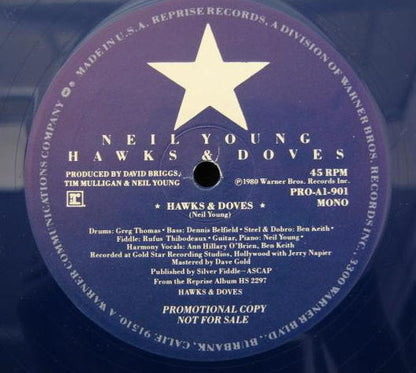 MADE IN U.S.A. REPRISE RECORDS, A DIVISION OF WARNER BROS. RECORDS INC., 3300 WARNER BLVD., BURBANK, CALIF. 91510. A WARNER COMMUNICATIONS COMPANY
NEIL YOUNG
HAWKS & DOVES
PRODUCED BY DAVID BRIGGS,
TIM MULLIGAN & NEIL YOUNG
45 RPM
℗1980 Warner Bros. Records Inc.
PRO-A1-901
MONO
★ HAWKS & DOVES ★
(Neil Young)
Drums: Greg Thomas • Bass: Dennis Belfield • Steel & Dobro: Ben Keith
Fiddle: Rufus Thibodeaux • Guitar, Piano: Neil Young
Harmony Vocals: Ann Hillary O'Brien, Ben Keith
Recorded at Gold Star Recording Studios, Hollywood with Jerry Napier
Mastered by Dave Gold
Published by Silver Fiddle—ASCAP
From the Reprise Album HS 2297
HAWKS & DOVES
PROMOTIONAL COPY
NOT FOR SALE